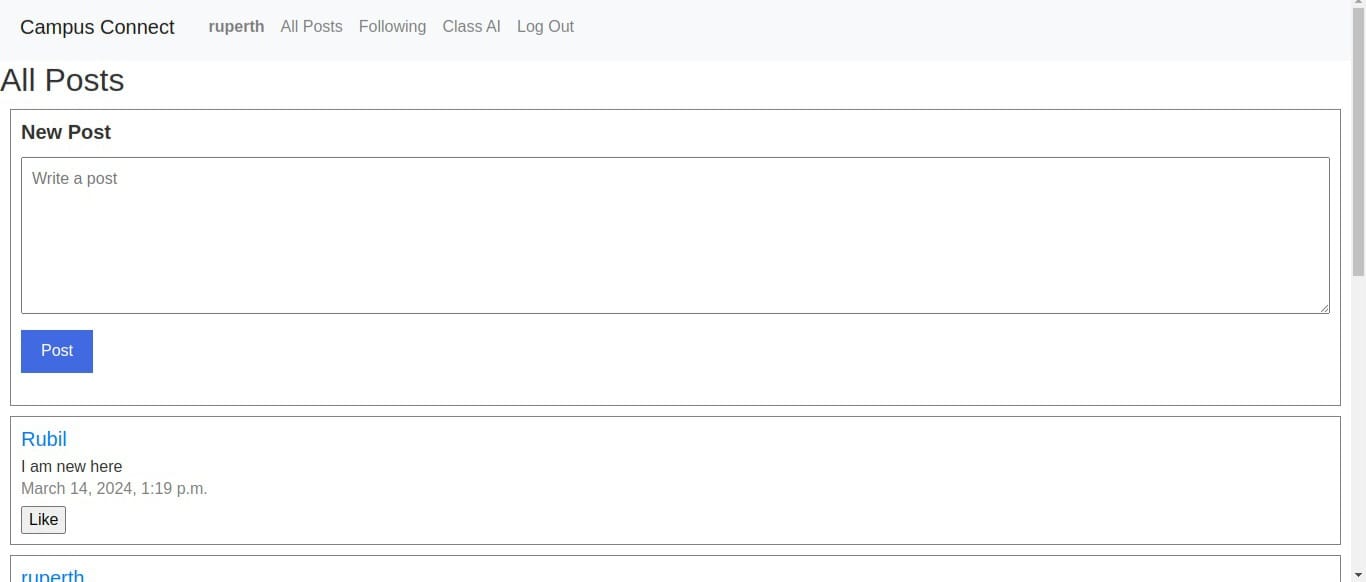 Campus Connect ruperth All Posts Following Class AI Log Out
All Posts
New Post
Write a post
Post
Rubil
I am new here
March 14, 2024, 1:19 p.m.
Like
ruperth